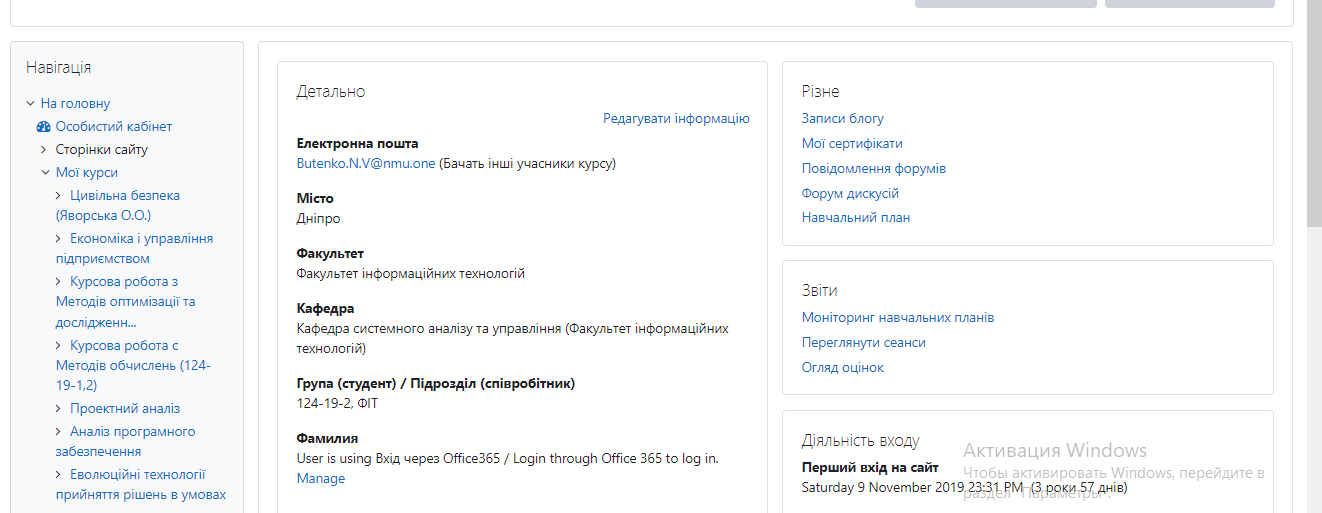 Навігація
На головну
Особистий кабінет
Сторінки сайту
Мої курси
Цивільна безпека
(Яворська О.О.)
Економіка і управління
підприємством
Курсова робота з
Методів оптимізації та
дослідженн...
Курсова робота с
Методів обчислень (124-
19-1,2)
Проектний аналіз
Аналіз програмного
забезпечення
Еволюційні технології
прийняття рішень в умовах
Детально
Редагувати інформацію
Електронна пошта
Butenko.N.V@nmu.one (Бачать інші учасники курсу)
Місто
Дніпро
Факультет
Факультет інформаційних технологій
Кафедра
Кафедра системного аналізу та управління (Факультет інформаційних
технологій)
Група (студент) / Підрозділ (співробітник)
124-19-2, ФІТ
Фамилия
User is using Вхід через Office365 / Login through Office 365 to log in.
Manage
Різне
Записи блогу
Мої сертифікати
Повідомлення форумів
Форум дискусій
Навчальний план
Звіти
Моніторинг навчальних планів
Переглянути сеанси
Огляд оцінок
Діяльність входу
Перший вхід на сайт
Saturday 9 November 2019 23:31 PM (3 роки 57 днів)
Активация Windows
Чтобы активировать Windows, перейдите в
раздел "Параметры".